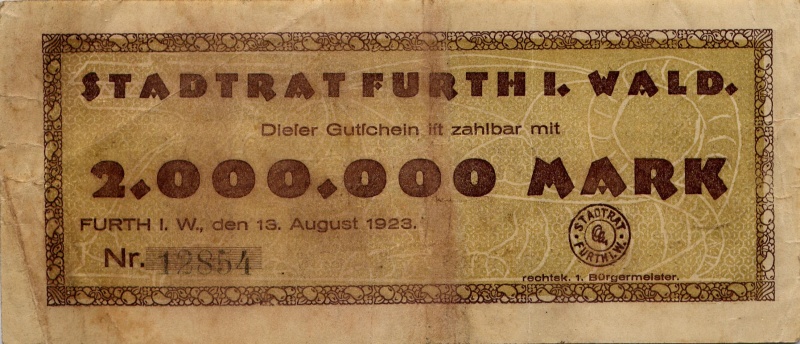 STADTRAT FURTH I. WALD.
Dieſer Gutſchein iſt zahlbar mit
2.000.000 MARK
FURTH I. W., den 13. August 1923.
STADTRAT
FURTH I.W.
Nr. 12854
rechtsk. 1. Bürgermeister.